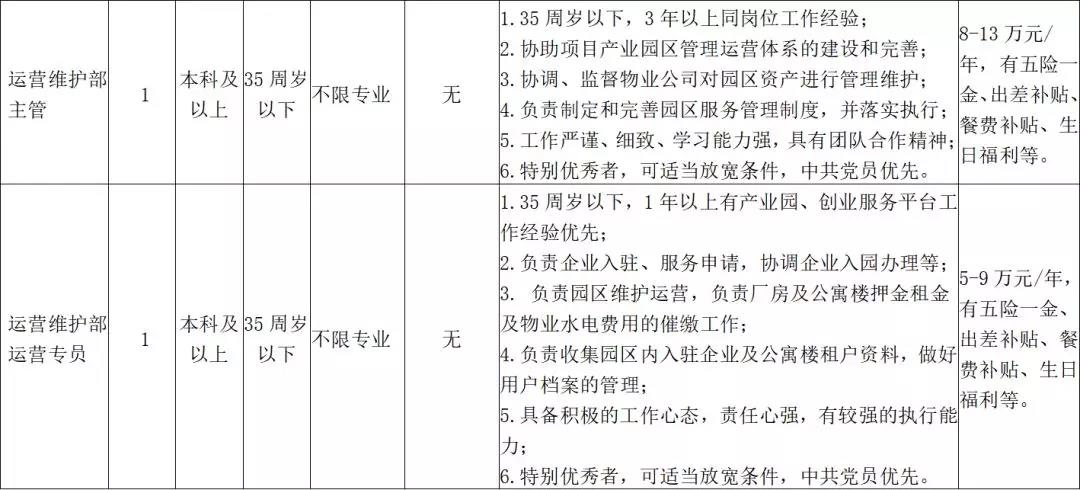 运营维护部
主管
1
本科及
以上
35 周岁
以下
不限专业
无
1.35 周岁以下，3 年以上同岗位工作经验；
2.协助项目产业园区管理运营体系的建设和完善；
3.协调、监督物业公司对园区资产进行管理维护；
4.负责制定和完善园区服务管理制度，并落实执行；
5.工作严谨、细致、学习能力强，具有团队合作精神；
6.特别优秀者，可适当放宽条件，中共党员优先。
8-13 万元/
年，有五险一
金、出差补贴、
餐费补贴、生
日福利等。
运营维护部
运营专员
1
本科及
以上
35 周岁
以下
不限专业
无
1.35 周岁以下，1 年以上有产业园、创业服务平台工
作经验优先；
2.负责企业入驻、服务申请，协调企业入园办理等；
3. 负责园区维护运营，负责厂房及公寓楼押金租金
及物业水电费用的催缴工作；
4.负责收集园区内入驻企业及公寓楼租户资料，做好
用户档案的管理；
5.具备积极的工作心态，责任心强，有较强的执行能
力；
6.特别优秀者，可适当放宽条件，中共党员优先。
5-9 万元/年，
有五险一金、
出差补贴、餐
费补贴、生日
福利等。